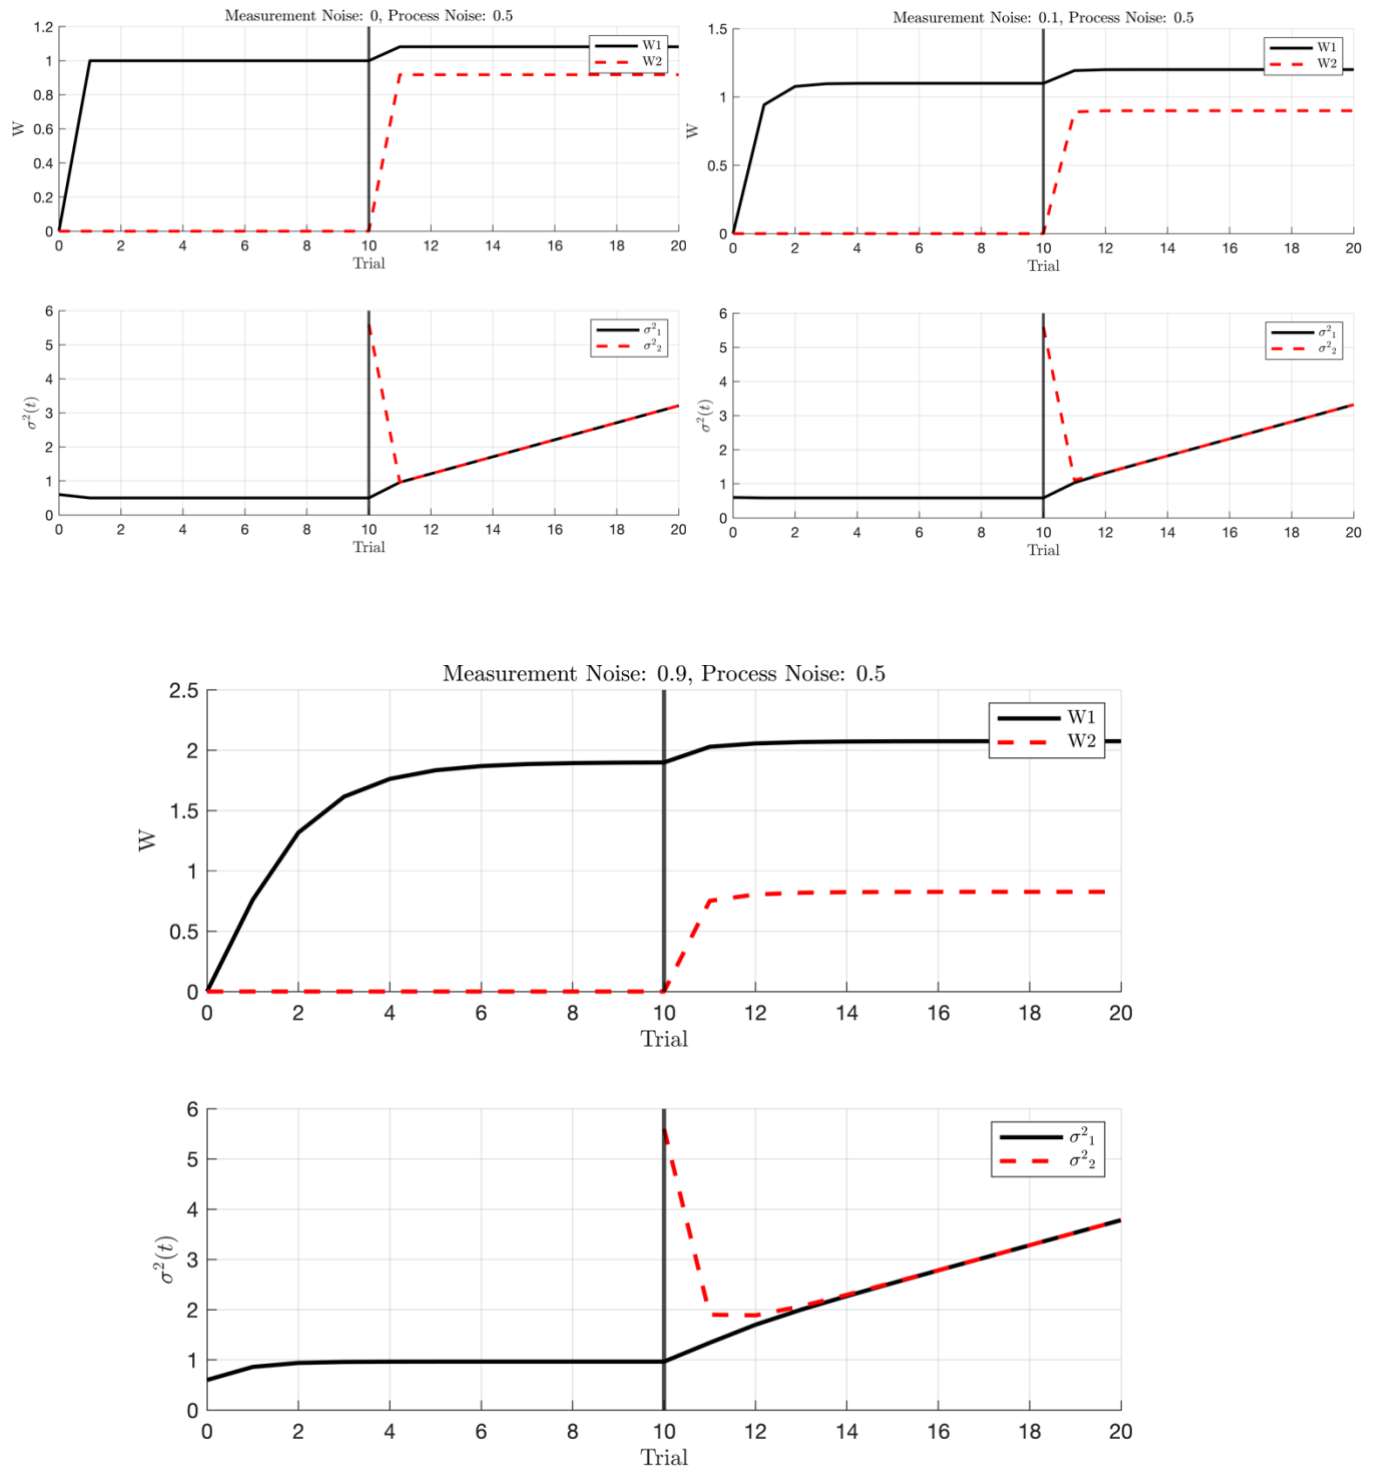 Measurement Noise: 0, Process Noise: 0.5
1.2
1
0.8
0.6
0.4
0.2
0
W
W1
W2
0 2 4 6 8 10 12 14 16 18 20
Trial
6
5
4
3
2
1
0
σ²(t)
σ²₁
σ²₂
0 2 4 6 8 10 12 14 16 18 20
Trial
Measurement Noise: 0.1, Process Noise: 0.5
1.5
1
0.5
0
W
W1
W2
0 2 4 6 8 10 12 14 16 18 20
Trial
6
5
4
3
2
1
0
σ²(t)
σ²₁
σ²₂
0 2 4 6 8 10 12 14 16 18 20
Trial
Measurement Noise: 0.9, Process Noise: 0.5
2.5
2
1.5
1
0.5
0
W
W1
W2
0 2 4 6 8 10 12 14 16 18 20
Trial
6
5
4
3
2
1
0
σ²(t)
σ²₁
σ²₂
0 2 4 6 8 10 12 14 16 18 20
Trial